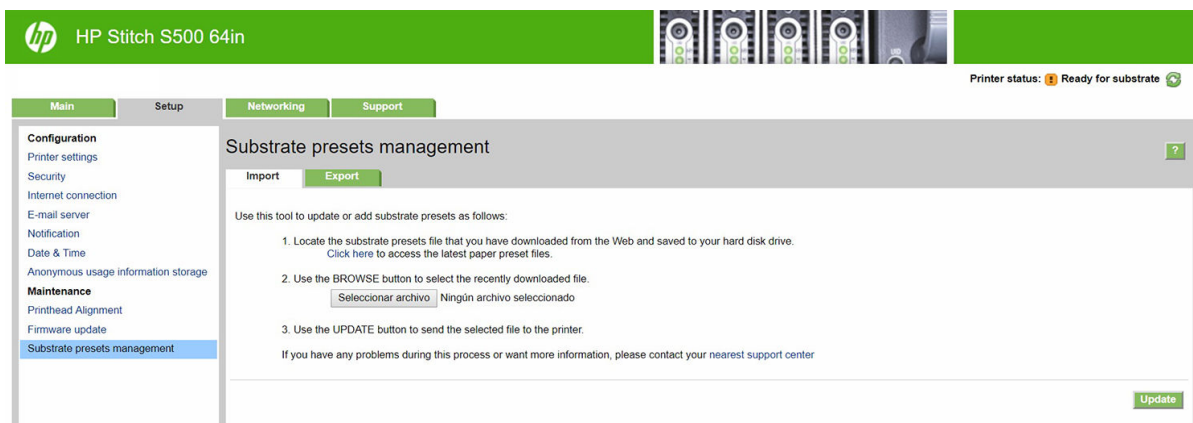 hp
HP Stitch S500 64in
UID
Printer status: Ready for substrate
Main Setup Networking Support
Configuration
Printer settings
Security
Internet connection
E-mail server
Notification
Date & Time
Anonymous usage information storage
Maintenance
Printhead Alignment
Firmware update
Substrate presets management
Substrate presets management
?
Import Export
Use this tool to update or add substrate presets as follows:
1. Locate the substrate presets file that you have downloaded from the Web and saved to your hard disk drive.
Click here to access the latest paper preset files.
2. Use the BROWSE button to select the recently downloaded file.
Seleccionar archivo Ningún archivo seleccionado
3. Use the UPDATE button to send the selected file to the printer.
If you have any problems during this process or want more information, please contact your nearest support center
Update